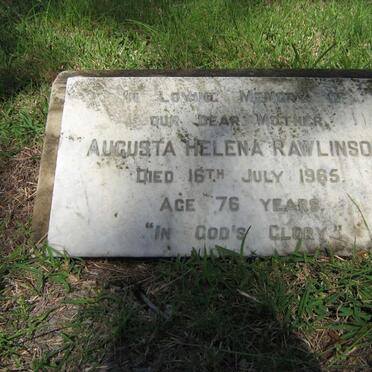 In Loving Memory of
our dear Mother,
Augusta Helena Rawlinso
Died 16th July 1965.
Age 76 years.
"In God's Glory"